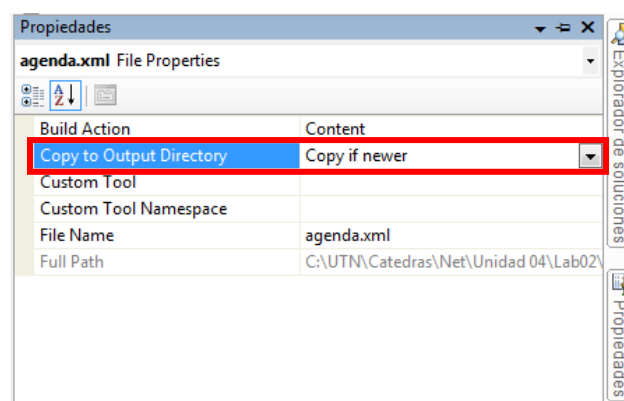 Propiedades
agenda.xml File Properties
Build Action Content
Copy to Output Directory Copy if newer
Custom Tool
Custom Tool Namespace
File Name agenda.xml
Full Path C:\UTN\Catedras\Net\Unidad 04\Lab02\
Explorador de soluciones
Propiedades